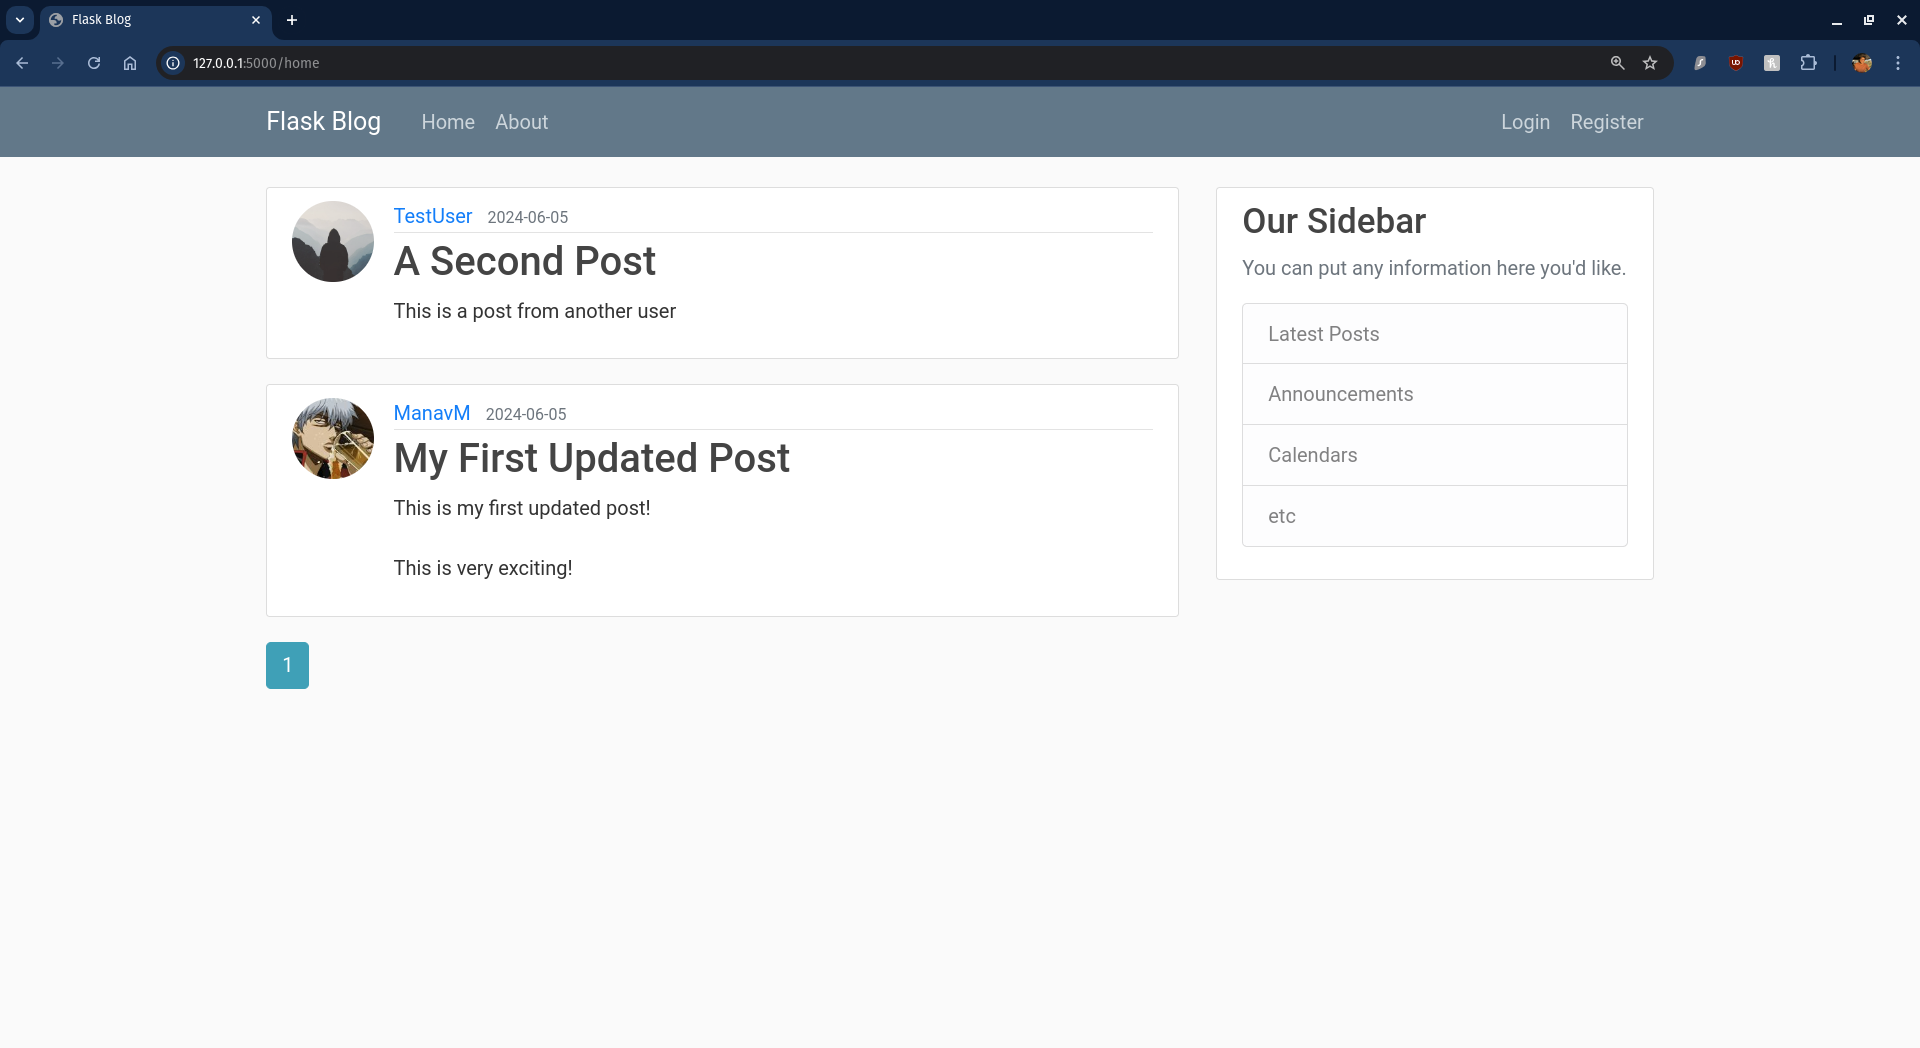 Flask Blog
127.0.0.1:5000/home
Flask Blog Home About Login Register
TestUser 2024-06-05
A Second Post
This is a post from another user
ManavM 2024-06-05
My First Updated Post
This is my first updated post!
This is very exciting!
1
Our Sidebar
You can put any information here you'd like.
Latest Posts
Announcements
Calendars
etc